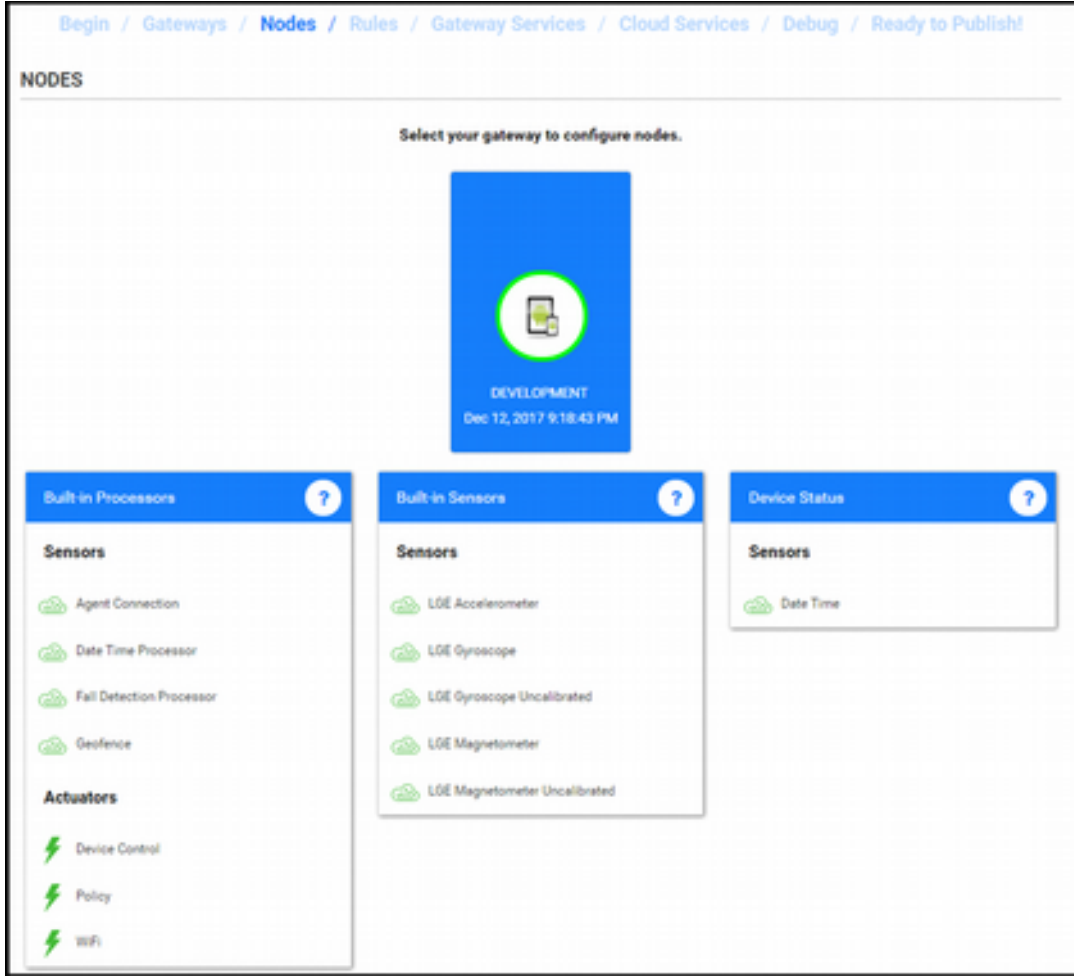 Begin / Gateways / Nodes / Rules / Gateway Services / Cloud Services / Debug / Ready to Publish!
NODES
Select your gateway to configure nodes.
DEVELOPMENT
Dec 12, 2017 9:18:43 PM
Built-in Processors ?
Sensors
Agent Connection
Date Time Processor
Fall Detection Processor
Geofence
Actuators
Device Control
Policy
WiFi
Built-in Sensors ?
Sensors
LGE Accelerometer
LGE Gyroscope
LGE Gyroscope Uncalibrated
LGE Magnetometer
LGE Magnetometer Uncalibrated
Device Status ?
Sensors
Date Time